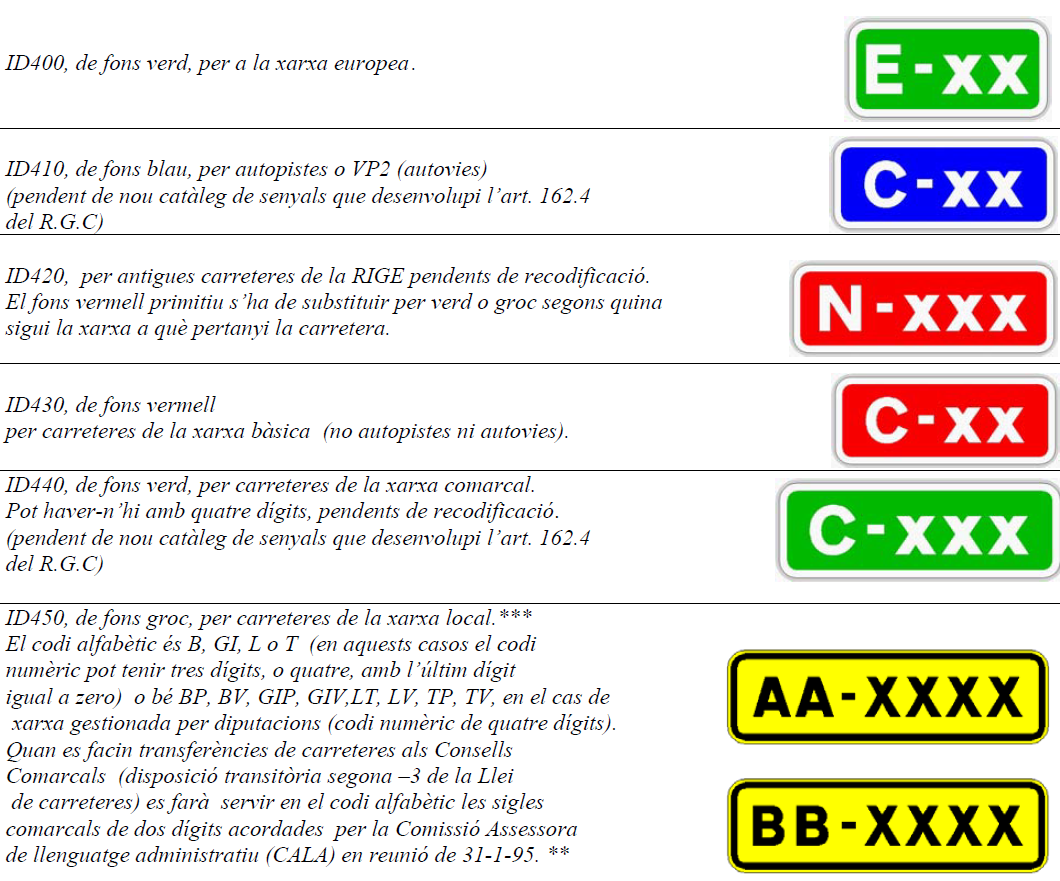 ID400, de fons verd, per a la xarxa europea.
E-xx
ID410, de fons blau, per autopistes o VP2 (autovies)
(pendent de nou catàleg de senyals que desenvolupi l’art. 162.4
del R.G.C)
C-xx
ID420,  per antigues carreteres de la RIGE pendents de recodificació.
El fons vermell primitiu s’ha de substituir per verd o groc segons quina
sigui la xarxa a què pertanyi la carretera.
N-xxx
ID430, de fons vermell
per carreteres de la xarxa bàsica  (no autopistes ni autovies).
C-xx
ID440, de fons verd, per carreteres de la xarxa comarcal.
Pot haver-n’hi amb quatre dígits, pendents de recodificació.
(pendent de nou catàleg de senyals que desenvolupi l’art. 162.4
del R.G.C)
C-xxx
ID450, de fons groc, per carreteres de la xarxa local.***
El codi alfabètic és B, GI, L o T  (en aquests casos el codi
numèric pot tenir tres dígits, o quatre, amb l’últim dígit
igual a zero)  o bé BP, BV, GIP, GIV,LT, LV, TP, TV, en el cas de
xarxa gestionada per diputacions (codi numèric de quatre dígits).
Quan es facin transferències de carreteres als Consells
Comarcals  (disposició transitòria segona –3 de la Llei
de carreteres) es farà  servir en el codi alfabètic les sigles
comarcals de dos dígits acordades  per la Comissió Assessora
de llenguatge administratiu (CALA) en reunió de 31-1-95. **
AA-XXXX
BB-XXXX